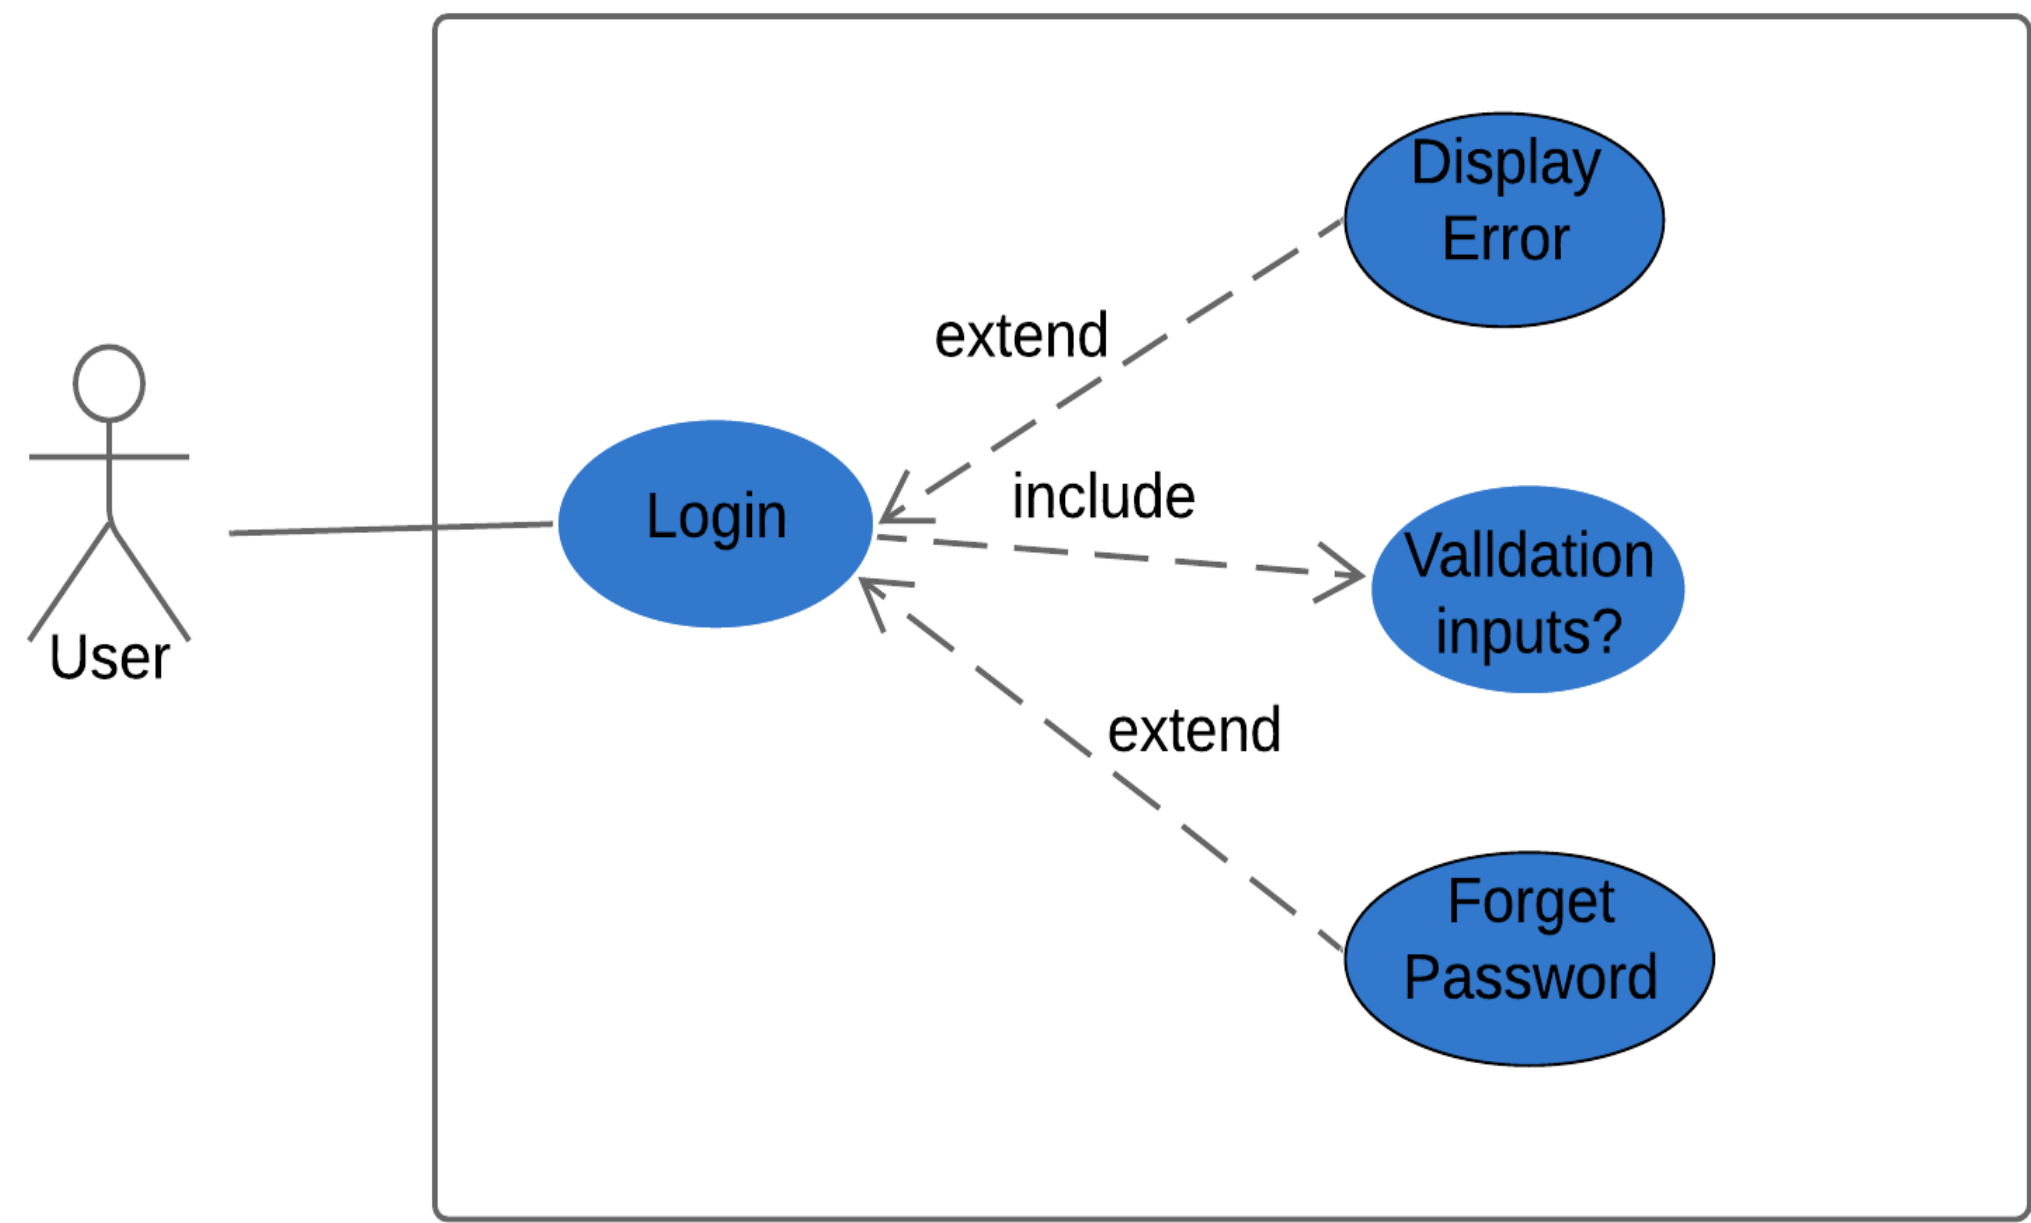 Display
Error
extend
include
Login
Valldation
inputs?
User
extend
Forget
Password